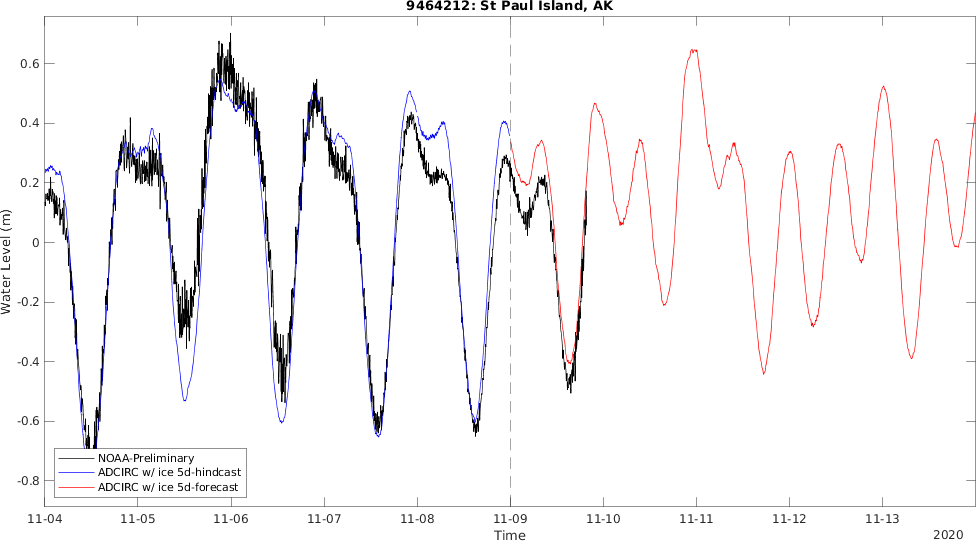 9464212: St Paul Island, AK
Water Level (m)
0.6
0.4
0.2
0
-0.2
-0.4
-0.6
-0.8
NOAA-Preliminary
ADCIRC w/ ice 5d-hindcast
ADCIRC w/ ice 5d-forecast
11-04 11-05 11-06 11-07 11-08 11-09 11-10 11-11 11-12 11-13
Time
2020